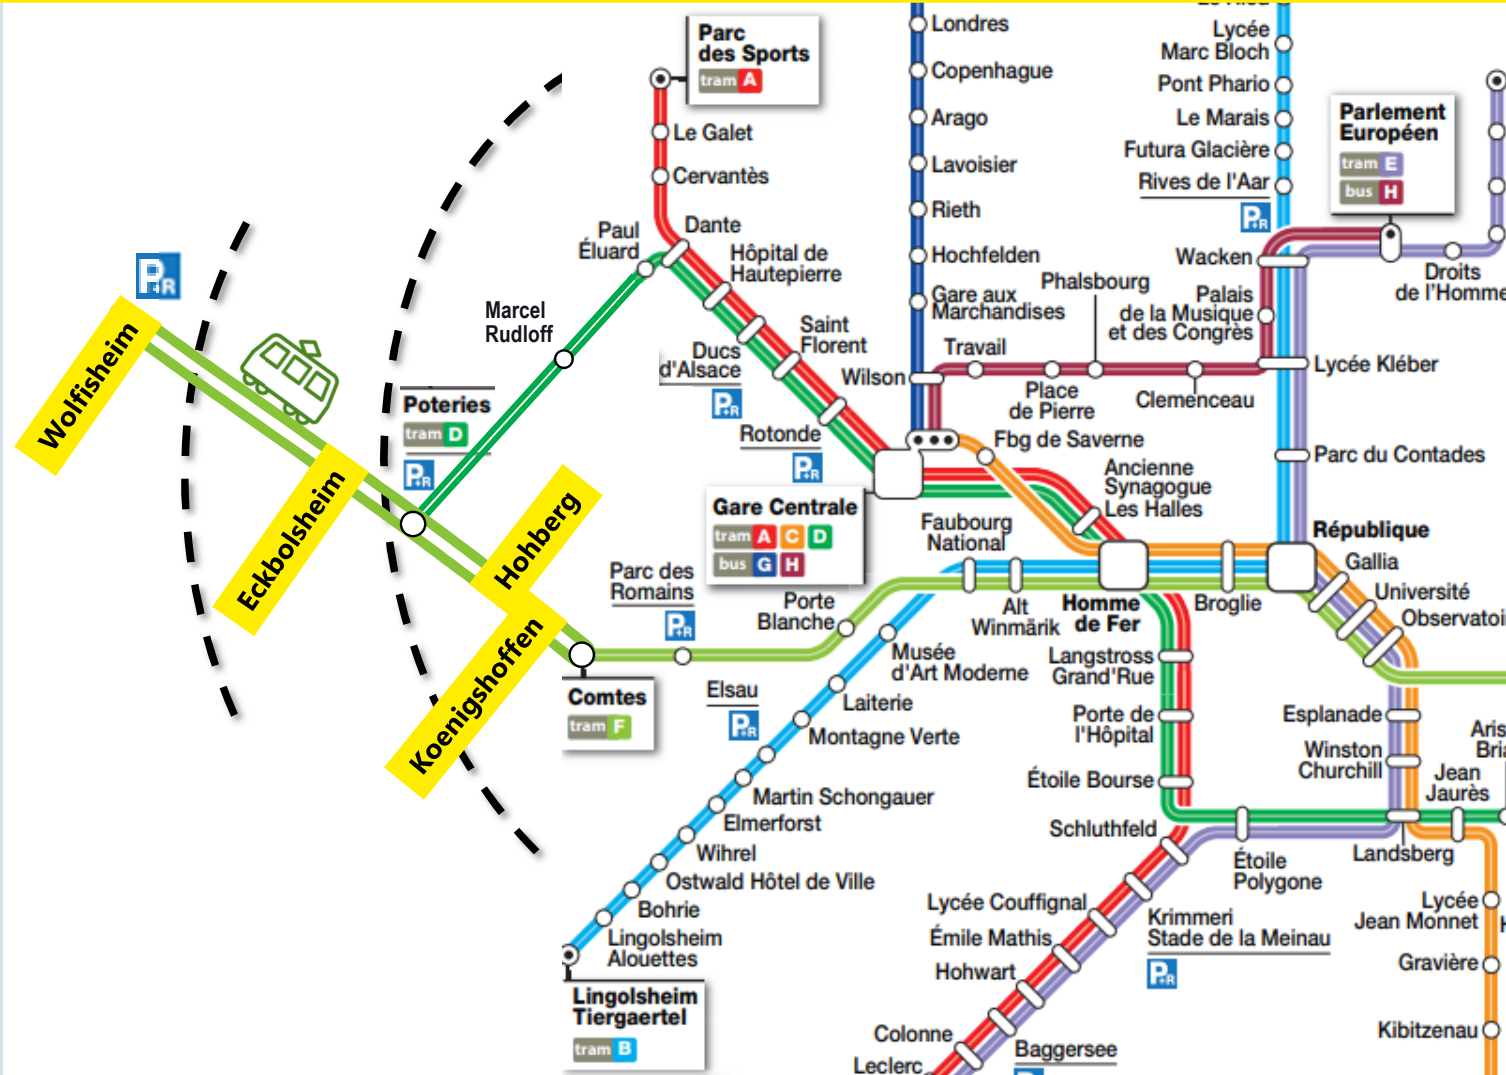 Parc
des Sports
tram A
Le Galet
Cervantès
Dante
Paul
Éluard
Hôpital de
Hautepierre
Marcel
Rudloff
Ducs
d'Alsace
P+R
Saint
Florent
Rotonde
P+R
Poteries
tram D
P+R
P+R
Wolfisheim
Eckbolsheim
Hohberg
Koenigshoffen
Comtes
tram F
Parc des
Romains
P+R
Porte
Blanche
Gare Centrale
tram A C D
bus G H
Londres
Copenhague
Arago
Lavoisier
Rieth
Hochfelden
Gare aux
Marchandises
Wilson
Travail
Phalsbourg
Place
de Pierre
Clemenceau
Fbg de Saverne
Ancienne
Synagogue
Les Halles
Faubourg
National
Alt
Winmärik
Homme
de Fer
Broglie
République
Lycée
Marc Bloch
Pont Phario
Le Marais
Futura Glacière
Rives de l'Aar
P+R
Wacken
Palais
de la Musique
et des Congrès
Lycée Kléber
Parc du Contades
Parlement
Européen
tram E
bus H
Droits
de l'Homme
Gallia
Université
Observatoi
Musée
d'Art Moderne
Laiterie
Montagne Verte
Elsau
P+R
Martin Schongauer
Elmerforst
Wihrel
Ostwald Hôtel de Ville
Bohrie
Lingolsheim
Alouettes
Lingolsheim
Tiergaertel
tram B
Langstross
Grand'Rue
Porte de
l'Hôpital
Étoile Bourse
Schluthfeld
Étoile
Polygone
Landsberg
Esplanade
Winston
Churchill
Jean
Jaurès
Aris
Bria
Lycée
Jean Monnet
H
Gravière
Kibitzenau
Krimmeri
Stade de la Meinau
P+R
Lycée Couffignal
Émile Mathis
Hohwart
Colonne
Leclerc
Baggersee